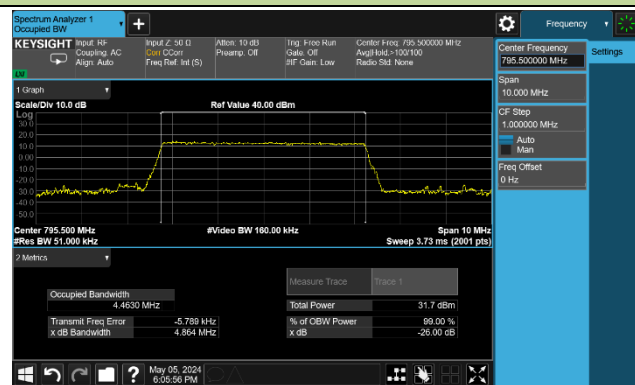 Spectrum Analyzer 1
Occupied BW
+
Frequency
KEYSIGHT
Input: RF
Coupling: AC
Align: Auto
Input Z: 50 Ω
Corr CCorr
Freq Ref: Int (S)
Atten: 10 dB
Preamp: Off
Trig: Free Run
Gate: Off
#IF Gain: Low
Center Freq: 795.500000 MHz
Avg|Hold:>100/100
Radio Std: None
Center Frequency
795.500000 MHz
Settings
Span
10.000 MHz
CF Step
1.000000 MHz
Auto
Man
Freq Offset
0 Hz
1 Graph
Scale/Div 10.0 dB
Ref Value 40.00 dBm
Log
30.0
20.0
10.0
0.00
-10.0
-20.0
-30.0
-40.0
-50.0
Center 795.500 MHz
#Video BW 160.00 kHz
Span 10 MHz
#Res BW 51.000 kHz
Sweep 3.73 ms (2001 pts)
2 Metrics
Measure Trace
Trace 1
Occupied Bandwidth
4.4630 MHz
Total Power
31.7 dBm
Transmit Freq Error
-5.789 kHz
% of OBW Power
99.00 %
x dB Bandwidth
4.864 MHz
x dB
-26.00 dB
?
May 05, 2024
6:05:56 PM